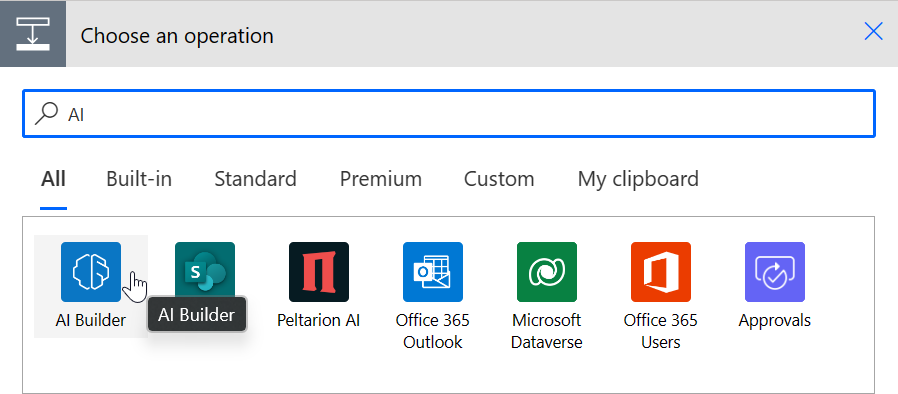 Choose an operation
AI
All Built-in Standard Premium Custom My clipboard
S
AI Builder AI Builder Peltarion AI Office 365 Outlook Microsoft Dataverse Office 365 Users Approvals